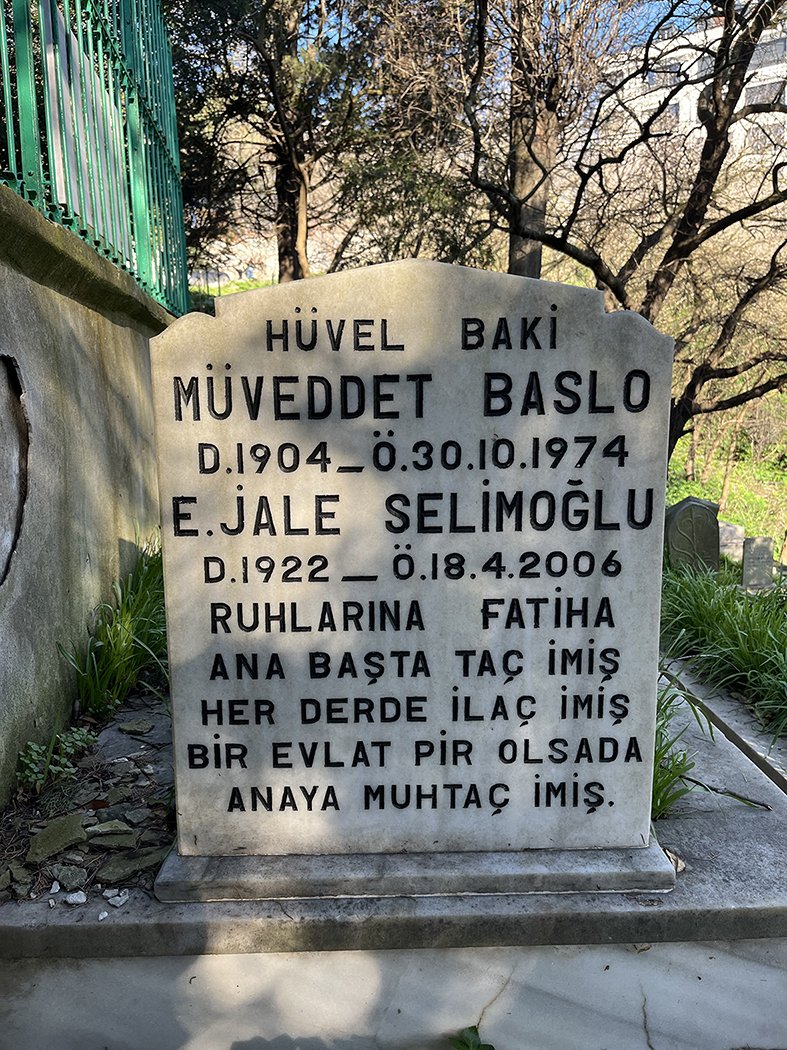 HÜVEL BAKİ
MÜVEDDET BASLO
D.1904_Ö.30.10.1974
E.JALE SELİMOĞLU
D.1922_Ö.18.4.2006
RUHLARINA FATİHA
ANA BAŞTA TAÇ İMİŞ
HER DERDE İLAÇ İMİŞ
BİR EVLAT PİR OLSADA
ANAYA MUHTAÇ İMİŞ.